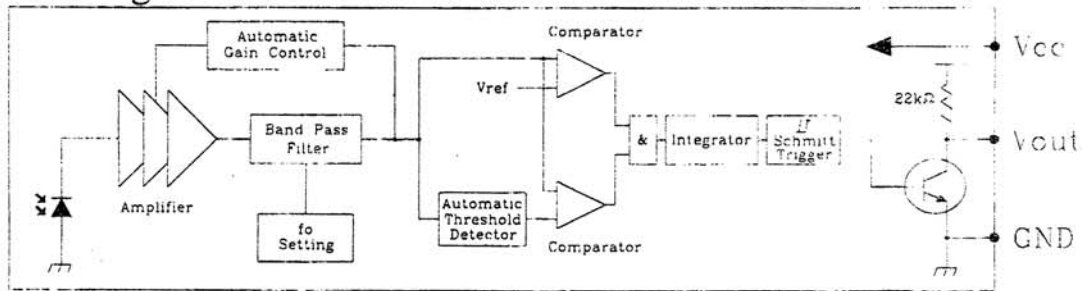 Automatic
Gain Control
Comparator
Vcc
Vref
22kΩ
Band Pass
Filter
&
Integrator
Schmitt
Trigger
Vout
Amplifier
fo
Setting
Automatic
Threshold
Detector
Comparator
GND